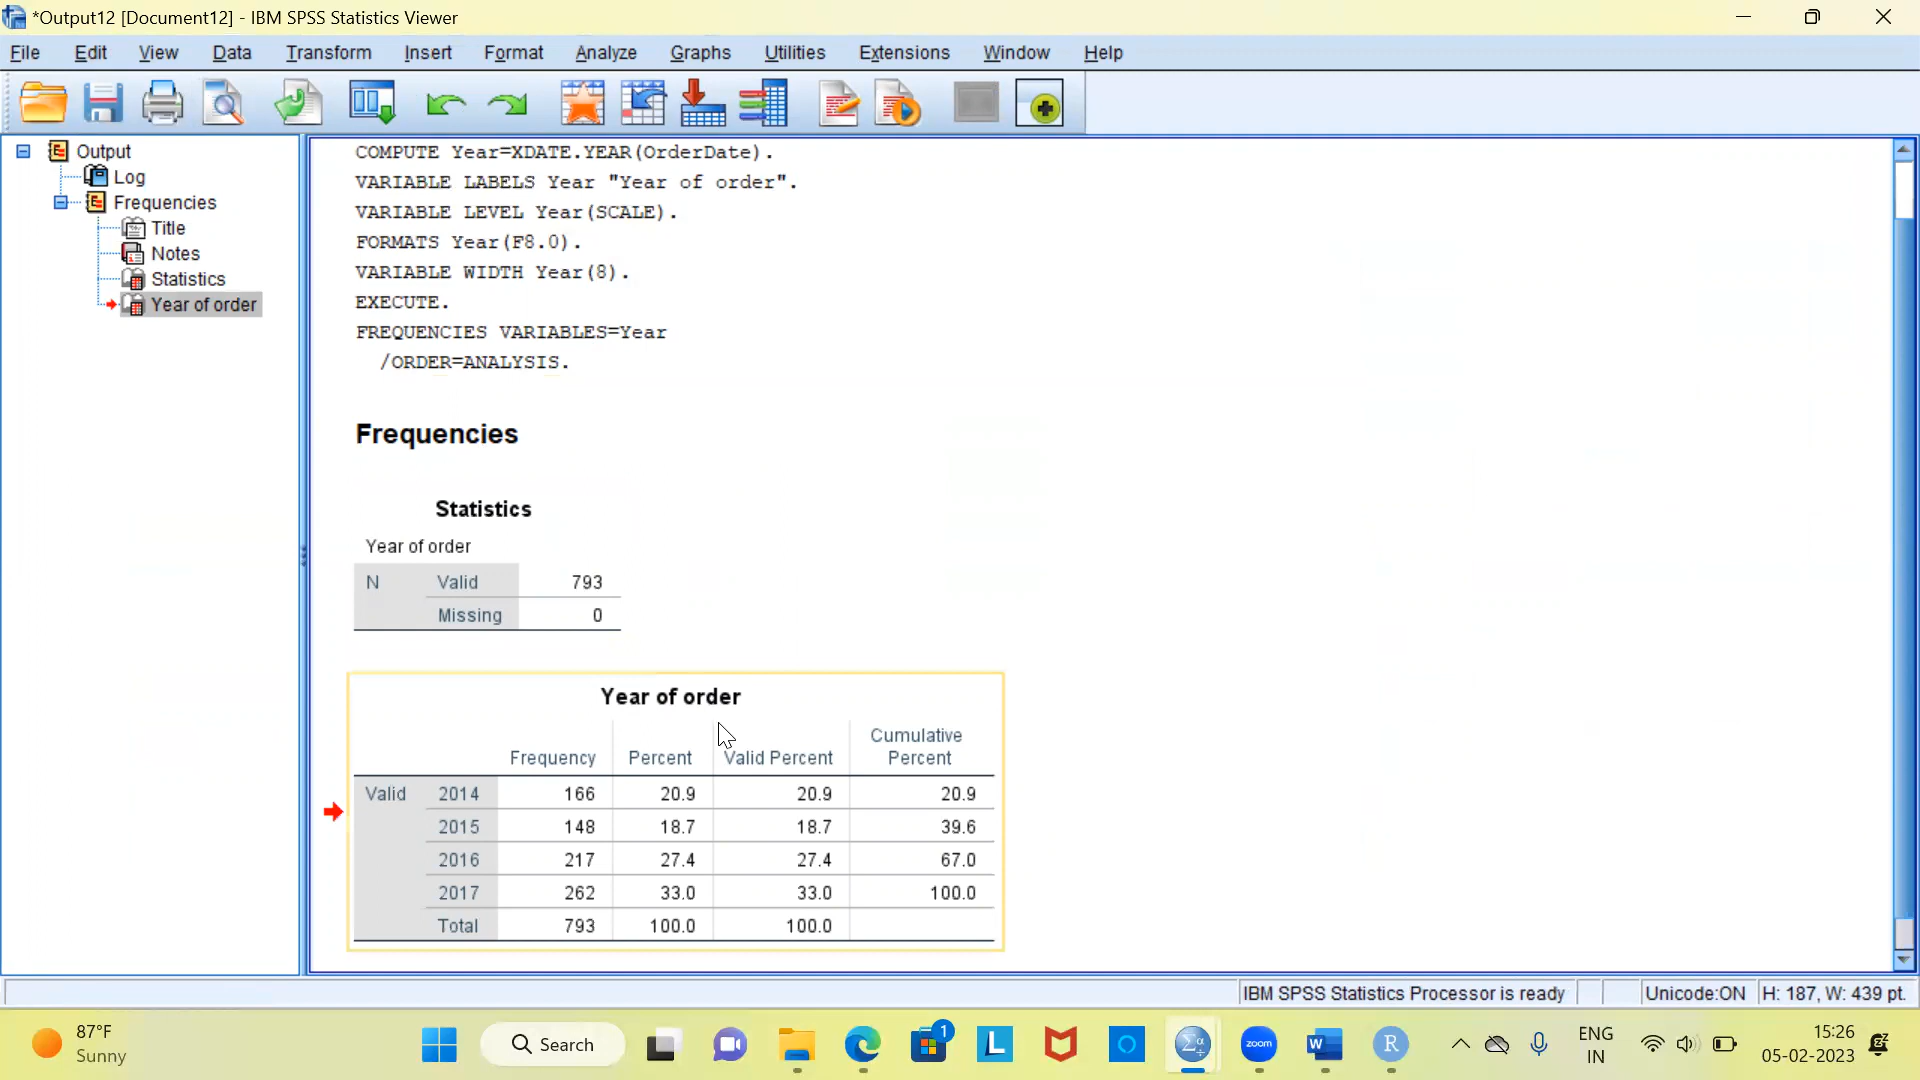 *Output12 [Document12] - IBM SPSS Statistics Viewer
File Edit View Data Transform Insert Format Analyze Graphs Utilities Extensions Window Help
Output
Log
Frequencies
Title
Notes
Statistics
Year of order
COMPUTE Year=XDATE.YEAR(OrderDate).
VARIABLE LABELS Year "Year of order".
VARIABLE LEVEL Year(SCALE).
FORMATS Year(F8.0).
VARIABLE WIDTH Year(8).
EXECUTE.
FREQUENCIES VARIABLES=Year
/ORDER=ANALYSIS.
Frequencies
Statistics
Year of order
N Valid 793
Missing 0
Year of order
Frequency Percent Valid Percent Cumulative Percent
Valid 2014 166 20.9 20.9 20.9
2015 148 18.7 18.7 39.6
2016 217 27.4 27.4 67.0
2017 262 33.0 33.0 100.0
Total 793 100.0 100.0
IBM SPSS Statistics Processor is ready Unicode:ON H: 187, W: 439 pt.
87°F
Sunny
Search
1
L
zoom
W
R
ENG
IN
15:26
05-02-2023